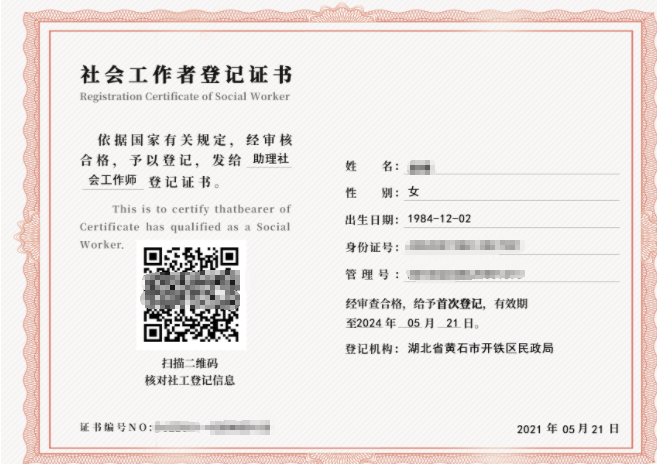 社会工作者登记证书
Registration Certificate of Social Worker
依据国家有关规定，经审核
合格，予以登记，发给 助理社
会工作师 登记证书。
This is to certify thatbearer of
Certificate has qualified as a Social
Worker.
扫描二维码
核对社工登记信息
证书编号NO:
姓 名：
性 别：女
出生日期：1984-12-02
身份证号：
管 理 号：
经审查合格，给予首次登记，有效期
至2024 年 05 月 21 日。
登记机构：湖北省黄石市开铁区民政局
2021 年 05 月 21 日